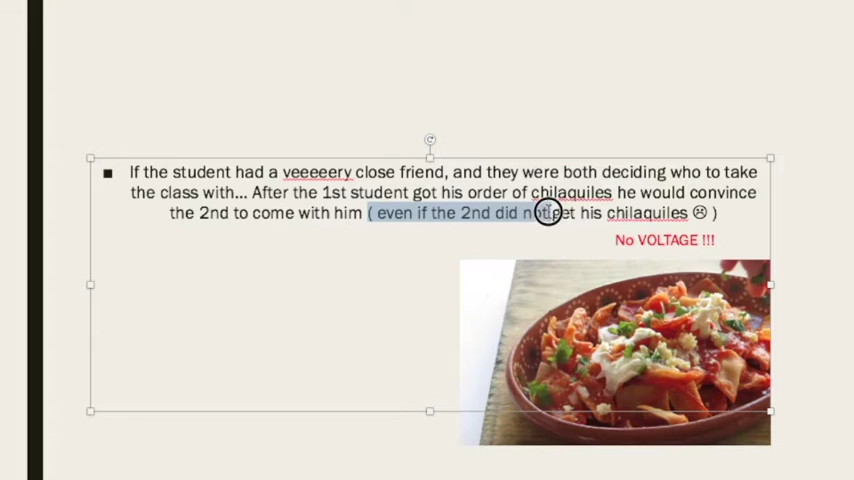 ■ If the student had a veeeeery close friend, and they were both deciding who to take
the class with... After the 1st student got his order of chilaquiles he would convince
the 2nd to come with him ( even if the 2nd did not get his chilaquiles ☹ )
No VOLTAGE !!!